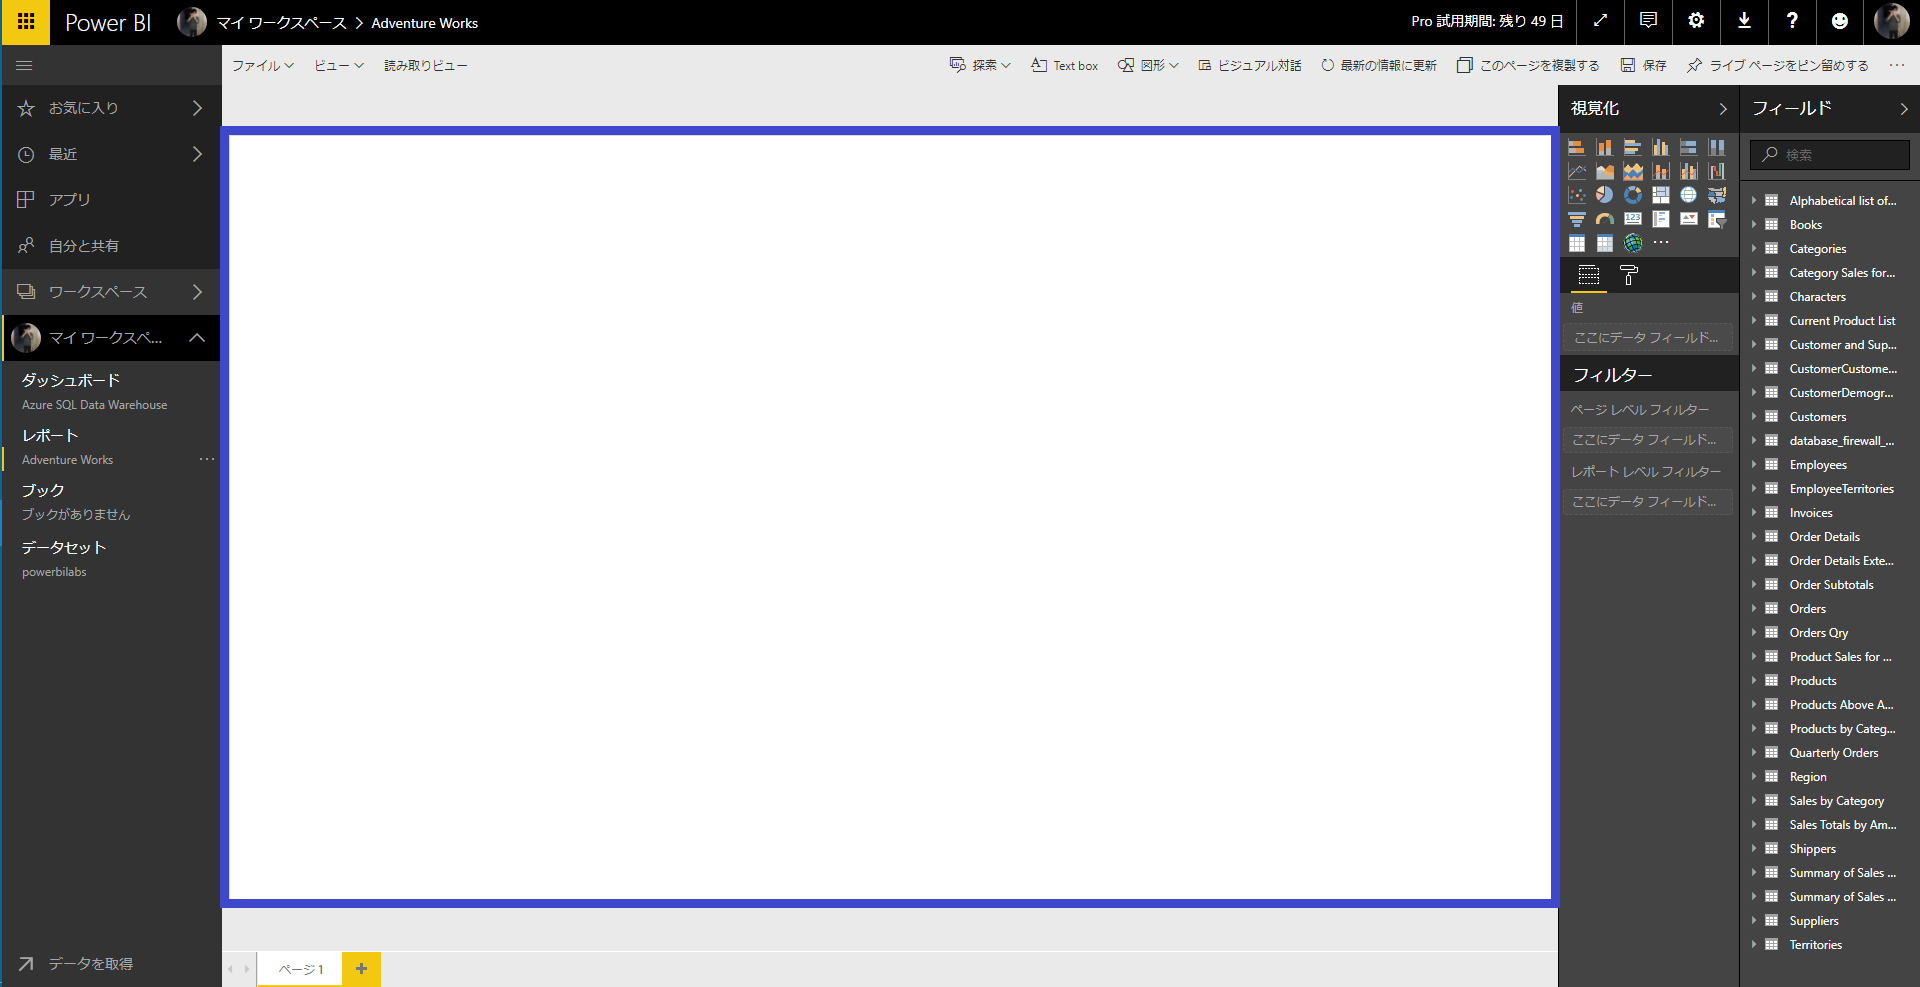 Power BI
マイ ワークスペース > Adventure Works
Pro 試用期間: 残り 49 日
ファイル
ビュー
読み取りビュー
探索
Text box
図形
ビジュアル対話
最新の情報に更新
このページを複製する
保存
ライブ ページをピン留めする
お気に入り
最近
アプリ
自分と共有
ワークスペース
マイ ワークスペ...
ダッシュボード
Azure SQL Data Warehouse
レポート
Adventure Works
ブック
ブックがありません
データセット
powerbilabs
データを取得
ページ 1
視覚化
123
値
ここにデータ フィールド...
フィルター
ページ レベル フィルター
ここにデータ フィールド...
レポート レベル フィルター
ここにデータ フィールド...
フィールド
検索
Alphabetical list of...
Books
Categories
Category Sales for...
Characters
Current Product List
Customer and Sup...
CustomerCustome...
CustomerDemogr...
Customers
database_firewall_...
Employees
EmployeeTerritories
Invoices
Order Details
Order Details Exte...
Order Subtotals
Orders
Orders Qry
Product Sales for ...
Products
Products Above A...
Products by Categ...
Quarterly Orders
Region
Sales by Category
Sales Totals by Am...
Shippers
Summary of Sales ...
Summary of Sales ...
Suppliers
Territories